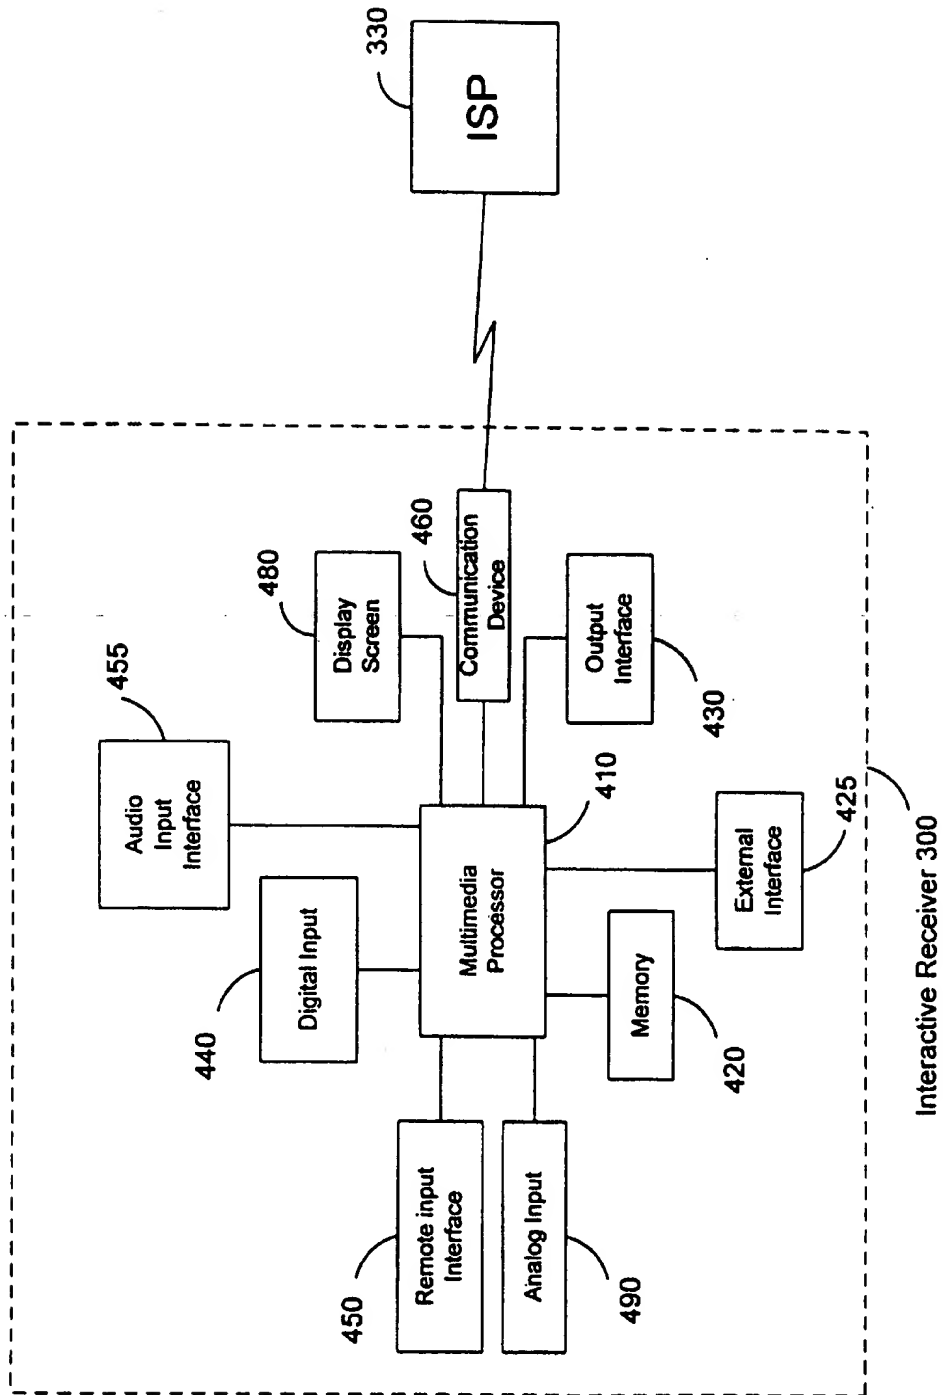 330
ISP
455
Audio
Input
Interface
480
Display
Screen
460
Communication
Device
440
Digital Input
Multimedia
Processor
410
Output
Interface
430
450
Remote input
Interface
Analog Input
490
Memory
420
External
Interface
425
Interactive Receiver 300